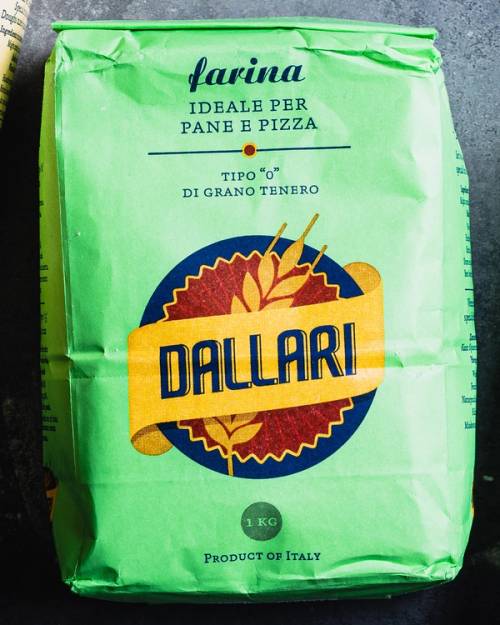 farina
IDEALE PER
PANE E PIZZA
TIPO "0"
DI GRANO TENERO
DALLARI
1 KG
PRODUCT OF ITALY